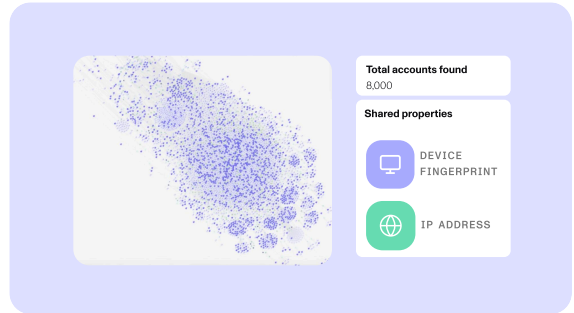 Total accounts found
8,000
Shared properties
DEVICE
FINGERPRINT
IP ADDRESS